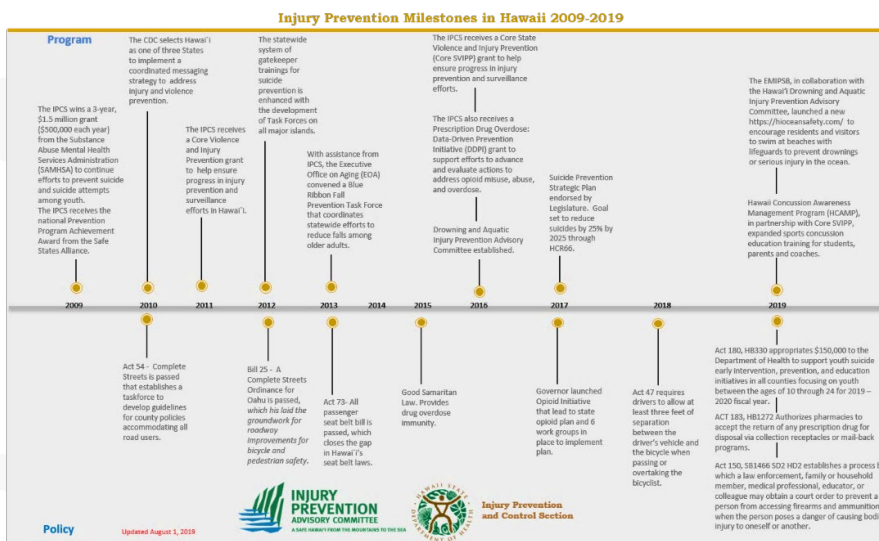 Injury Prevention Milestones in Hawaii 2009-2019
Program
The IPCS wins a 3-year,
$1.5 million grant
($500,000 each year)
from the Substance
Abuse Mental Health
Services Administration
(SAMHSA) to continue
efforts to prevent suicide
and suicide attempts
among youth.
The IPCS receives the
national Prevention
Program Achievement
Award from the Safe
States Alliance.
The CDC selects Hawai`i
as one of three States
to implement a
coordinated messaging
strategy to address
injury and violence
prevention.
The IPCS receives
a Core Violence
and Injury
Prevention grant
to help ensure
progress in injury
prevention and
surveillance
efforts in Hawai`i.
The statewide
system of
gatekeeper
trainings for
suicide
prevention is
enhanced with
the development
of Task Forces on
all major islands.
With assistance from
IPCS, the Executive
Office on Aging (EOA)
convened a Blue
Ribbon Fall
Prevention Task Force
that coordinates
statewide efforts to
reduce falls among
older adults.
The IPCS receives a Core State
Violence and Injury Prevention
(Core SVIPP) grant to help
ensure progress in injury
prevention and surveillance
efforts.
The IPCS also receives a
Prescription Drug Overdose:
Data-Driven Prevention
Initiative (DDPI) grant to
support efforts to advance
and evaluate actions to
address opioid misuse, abuse,
and overdose.
Drowning and Aquatic
Injury Prevention Advisory
Committee established.
Suicide Prevention
Strategic Plan
endorsed by
Legislature. Goal
set to reduce
suicides by 25% by
2025 through
HCR66.
The EMIPSB, in collaboration with
the Hawai'i Drowning and Aquatic
Injury Prevention Advisory
Committee, launched a new
https://hioceansafety.com/ to
encourage residents and visitors
to swim at beaches with
lifeguards to prevent drownings
or serious injury in the ocean.
Hawaii Concussion Awareness
Management Program (HCAMP),
in partnership with Core SVIPP,
expanded sports concussion
education training for students,
parents and coaches.
2009 2010 2011 2012 2013 2014 2015 2016 2017 2018 2019
Act 54 - Complete
Streets is passed
that establishes a
taskforce to
develop guidelines
for county policies
accommodating all
road users.
Bill 25 - A
Complete Streets
Ordinance for
Oahu is passed,
which his laid the
groundwork for
roadway
improvements for
bicycle and
pedestrian safety.
Act 73- All
passenger
seat belt bill is
passed, which
closes the gap
in Hawai`i's
seat belt laws.
Good Samaritan
Law. Provides
drug overdose
immunity.
Governor launched
Opioid Initiative
that lead to state
opioid plan and 6
work groups in
place to implement
plan.
Act 47 requires
drivers to allow at
least three feet of
separation
between the
driver's vehicle and
the bicycle when
passing or
overtaking the
bicyclist.
Act 180, HB330 appropriates $150,000 to the
Department of Health to support youth suicide
early intervention, prevention, and education
initiatives in all counties focusing on youth
between the ages of 10 through 24 for 2019 –
2020 fiscal year.
ACT 183, HB1272 Authorizes pharmacies to
accept the return of any prescription drug for
disposal via collection receptacles or mail-back
programs.
Act 150, SB1466 SD2 HD2 establishes a process
which a law enforcement, family or household
member, medical professional, educator, or
colleague may obtain a court order to prevent a
person from accessing firearms and ammunition
when the person poses a danger of causing
injury to oneself or another.
Policy
Updated August 1, 2019
INJURY
PREVENTION
ADVISORY COMMITTEE
A SAFE HAWAI'I FROM THE MOUNTAINS TO THE SEA
HAWAII STATE
DEPARTMENT OF HEALTH
Injury Prevention
and Control Section